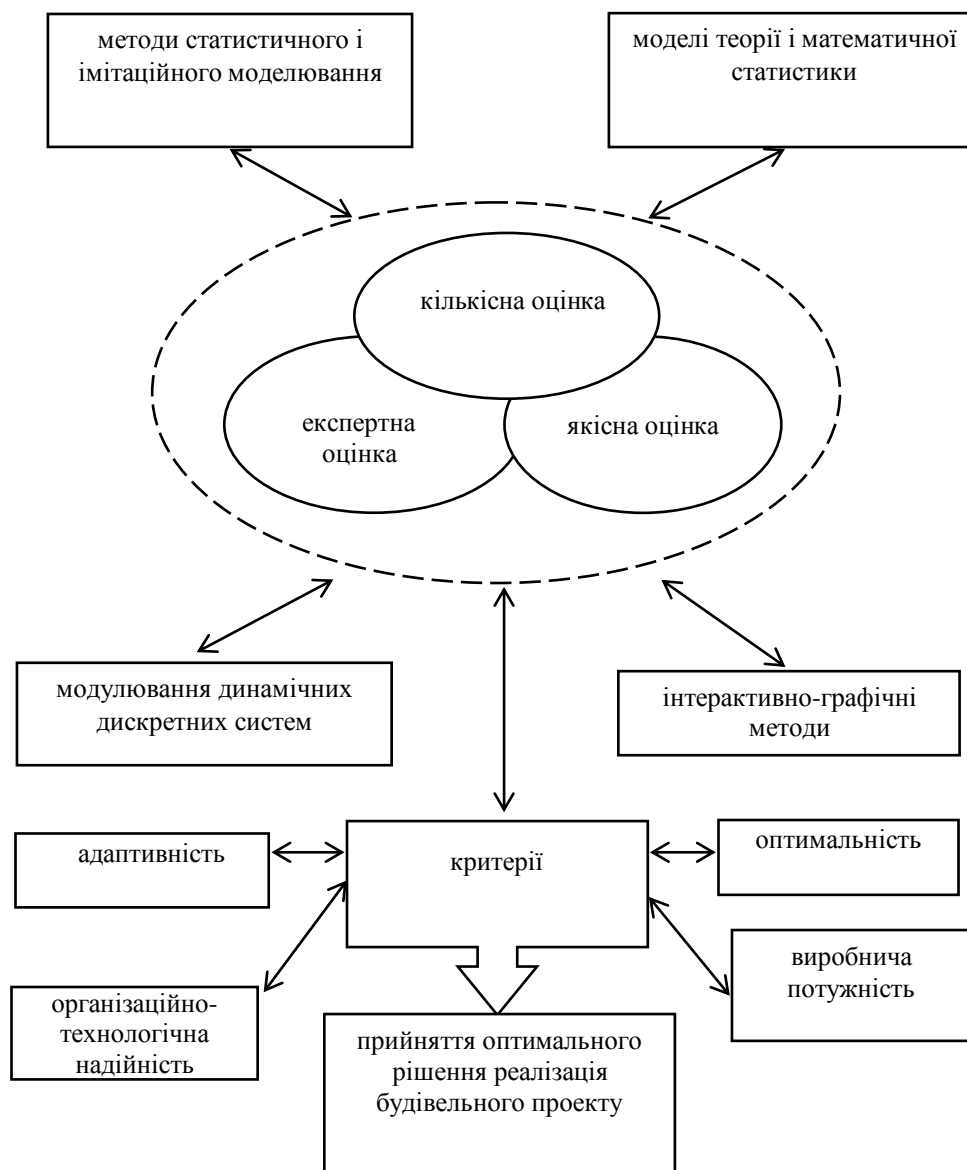 методи статистичного і
імітаційного моделювання
моделі теорії і математичної
статистики
кількісна оцінка
експертна
оцінка
якісна оцінка
модулювання динамічних
дискретних систем
інтерактивно-графічні
методи
адаптивність
критерії
оптимальність
організаційно-
технологічна
надійність
виробнича
потужність
прийняття оптимального
рішення реалізація
будівельного проекту